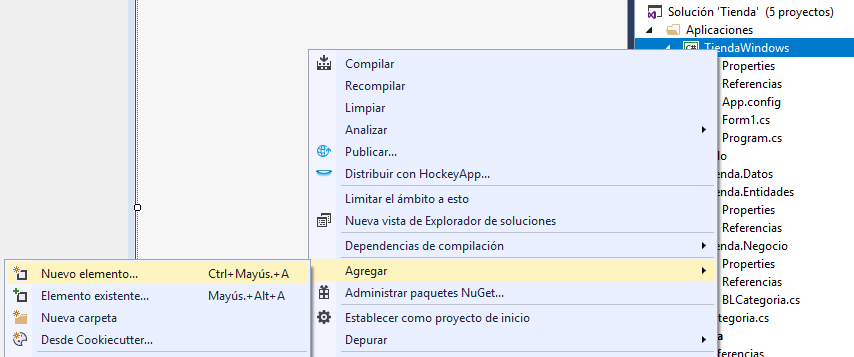 Solución 'Tienda' (5 proyectos)
Aplicaciones
C# TiendaWindows
Properties
Referencias
App.config
Form1.cs
Program.cs
enda.Datos
enda.Entidades
Properties
Referencias
enda.Negocio
Properties
Referencias
BLCategoria.cs
tegoria.cs
ferencias
Compilar
Recompilar
Limpiar
Analizar
Publicar...
Distribuir con HockeyApp...
Limitar el ámbito a esto
Nueva vista de Explorador de soluciones
Dependencias de compilación
Agregar
Administrar paquetes NuGet...
Establecer como proyecto de inicio
Depurar
Nuevo elemento... Ctrl+Mayús.+A
Elemento existente... Mayús.+Alt+A
Nueva carpeta
Desde Cookiecutter...